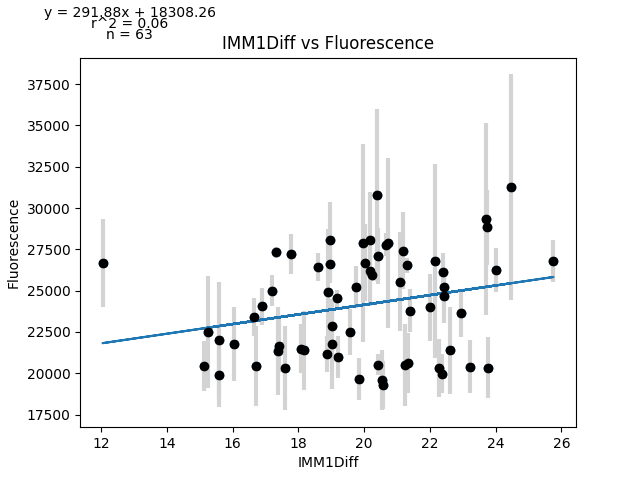 y = 291.88x + 18308.26
r^2 = 0.06
n = 63
IMM1Diff vs Fluorescence
37500
35000
32500
30000
27500
25000
22500
20000
17500
Fluorescence
12 14 16 18 20 22 24 26
IMM1Diff